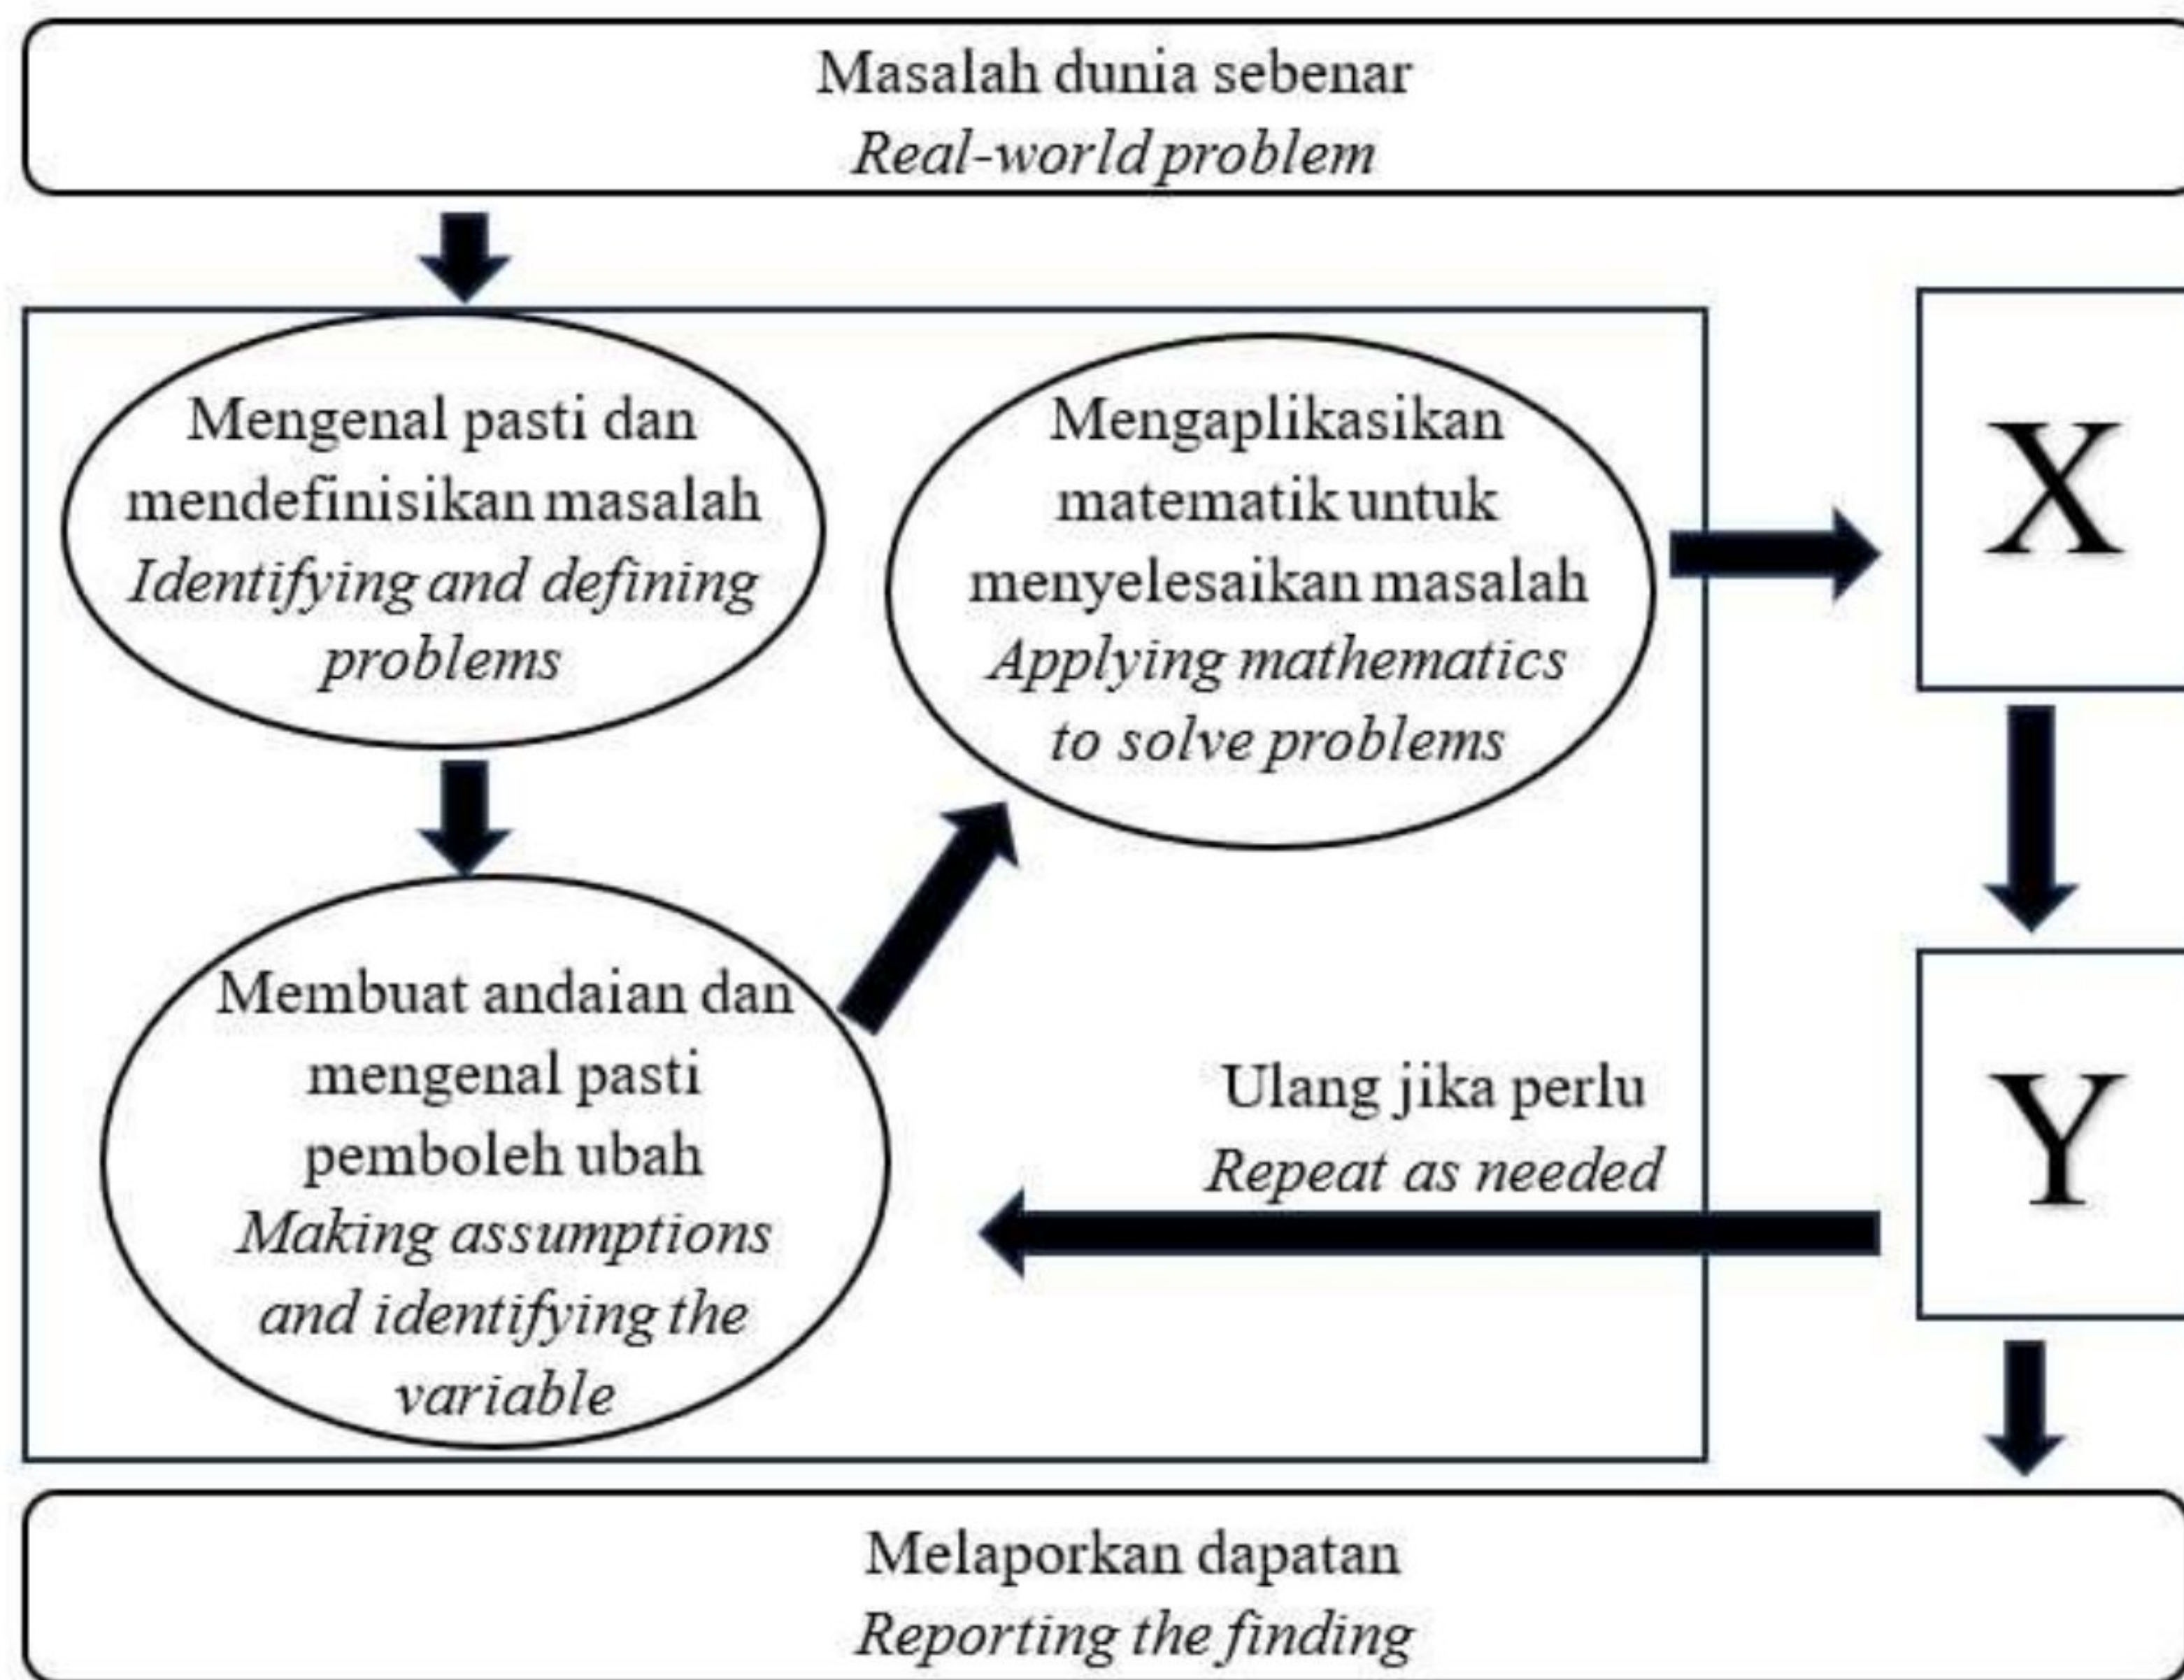 Masalah dunia sebenar
Real-world problem
Mengenal pasti dan
mendefinisikan masalah
Identifying and defining
problems
Mengaplikasikan
matematik untuk
menyelesaikan masalah
Applying mathematics
to solve problems
X
Membuat andaian dan
mengenal pasti
pemboleh ubah
Making assumptions
and identifying the
variable
Ulang jika perlu
Repeat as needed
Y
Melaporkan dapatan
Reporting the finding